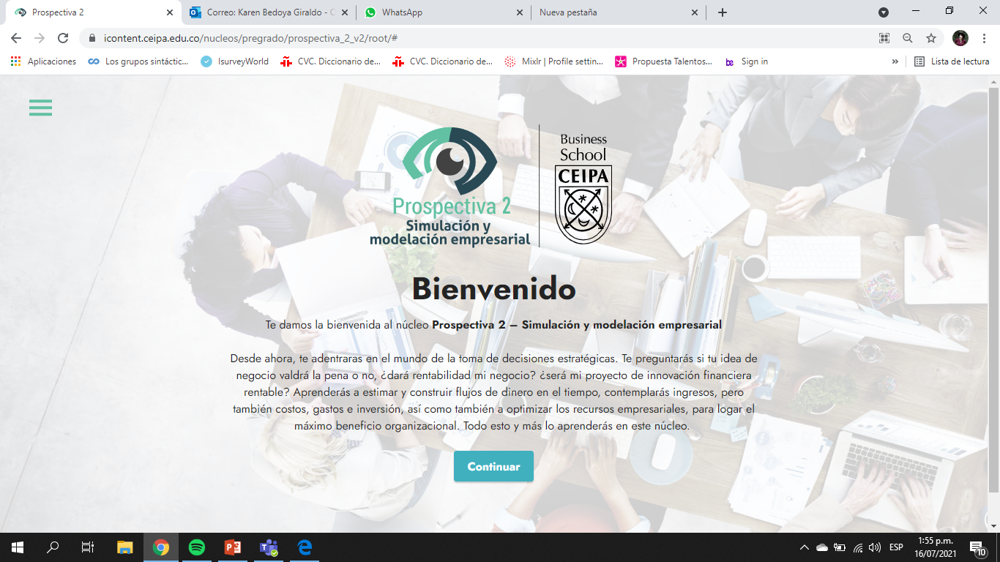 Prospectiva 2
Correo: Karen Bedoya Giraldo - C
WhatsApp
Nueva pestaña
icontent.ceipa.edu.co/nucleos/pregrado/prospectiva_2_v2/root/#
Aplicaciones
Los grupos sintáctic...
IsurveyWorld
CVC. Diccionario de...
CVC. Diccionario de...
Mixlr | Profile settin...
Propuesta Talentos...
Sign in
»
Lista de lectura
Prospectiva 2
Simulación y
modelación empresarial
Business
School
CEIPA
Bienvenido
Te damos la bienvenida al núcleo Prospectiva 2 – Simulación y modelación empresarial
Desde ahora, te adentraras en el mundo de la toma de decisiones estratégicas. Te preguntarás si tu idea de
negocio valdrá la pena o no, ¿dará rentabilidad mi negocio? ¿será mi proyecto de innovación financiera
rentable? Aprenderás a estimar y construir flujos de dinero en el tiempo, contemplarás ingresos, pero
también costos, gastos e inversión, así como también a optimizar los recursos empresariales, para logar el
máximo beneficio organizacional. Todo esto y más lo aprenderás en este núcleo.
Continuar
ESP
1:55 p.m.
16/07/2021
10